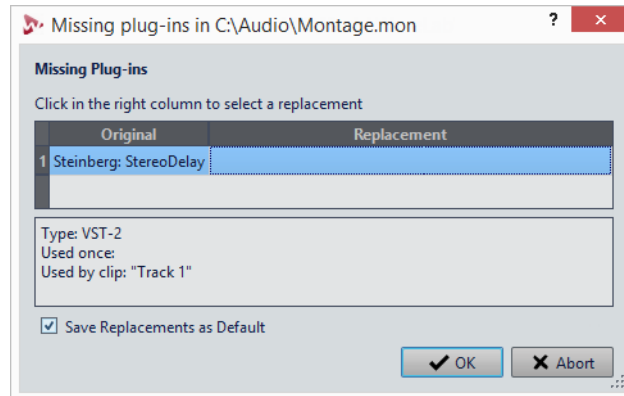 Missing plug-ins in C:\Audio\Montage.mon ? ×
Missing Plug-ins
Click in the right column to select a replacement
Original Replacement
1 Steinberg: StereoDelay
Type: VST-2
Used once:
Used by clip: "Track 1"
Save Replacements as Default
OK Abort